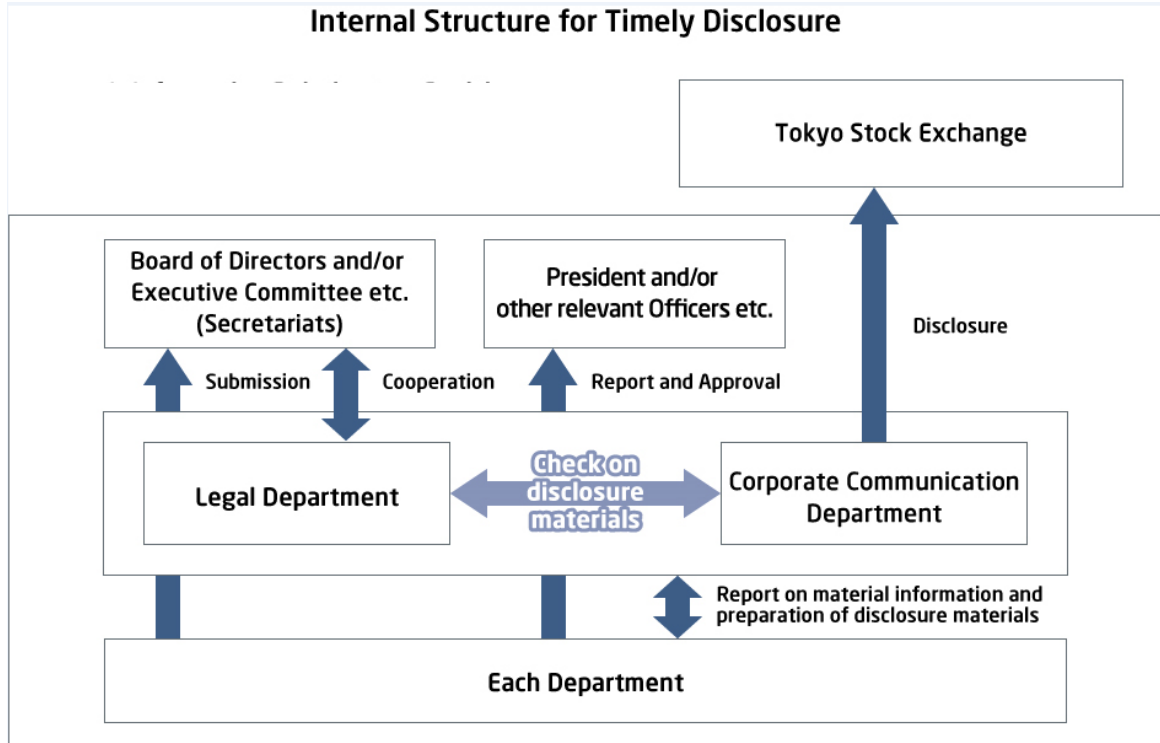 Internal Structure for Timely Disclosure
Tokyo Stock Exchange
Board of Directors and/or
Executive Committee etc.
(Secretariats)
President and/or
other relevant Officers etc.
Disclosure
Submission
Cooperation
Report and Approval
Legal Department
Check on
disclosure
materials
Corporate Communication
Department
Report on material information and
preparation of disclosure materials
Each Department